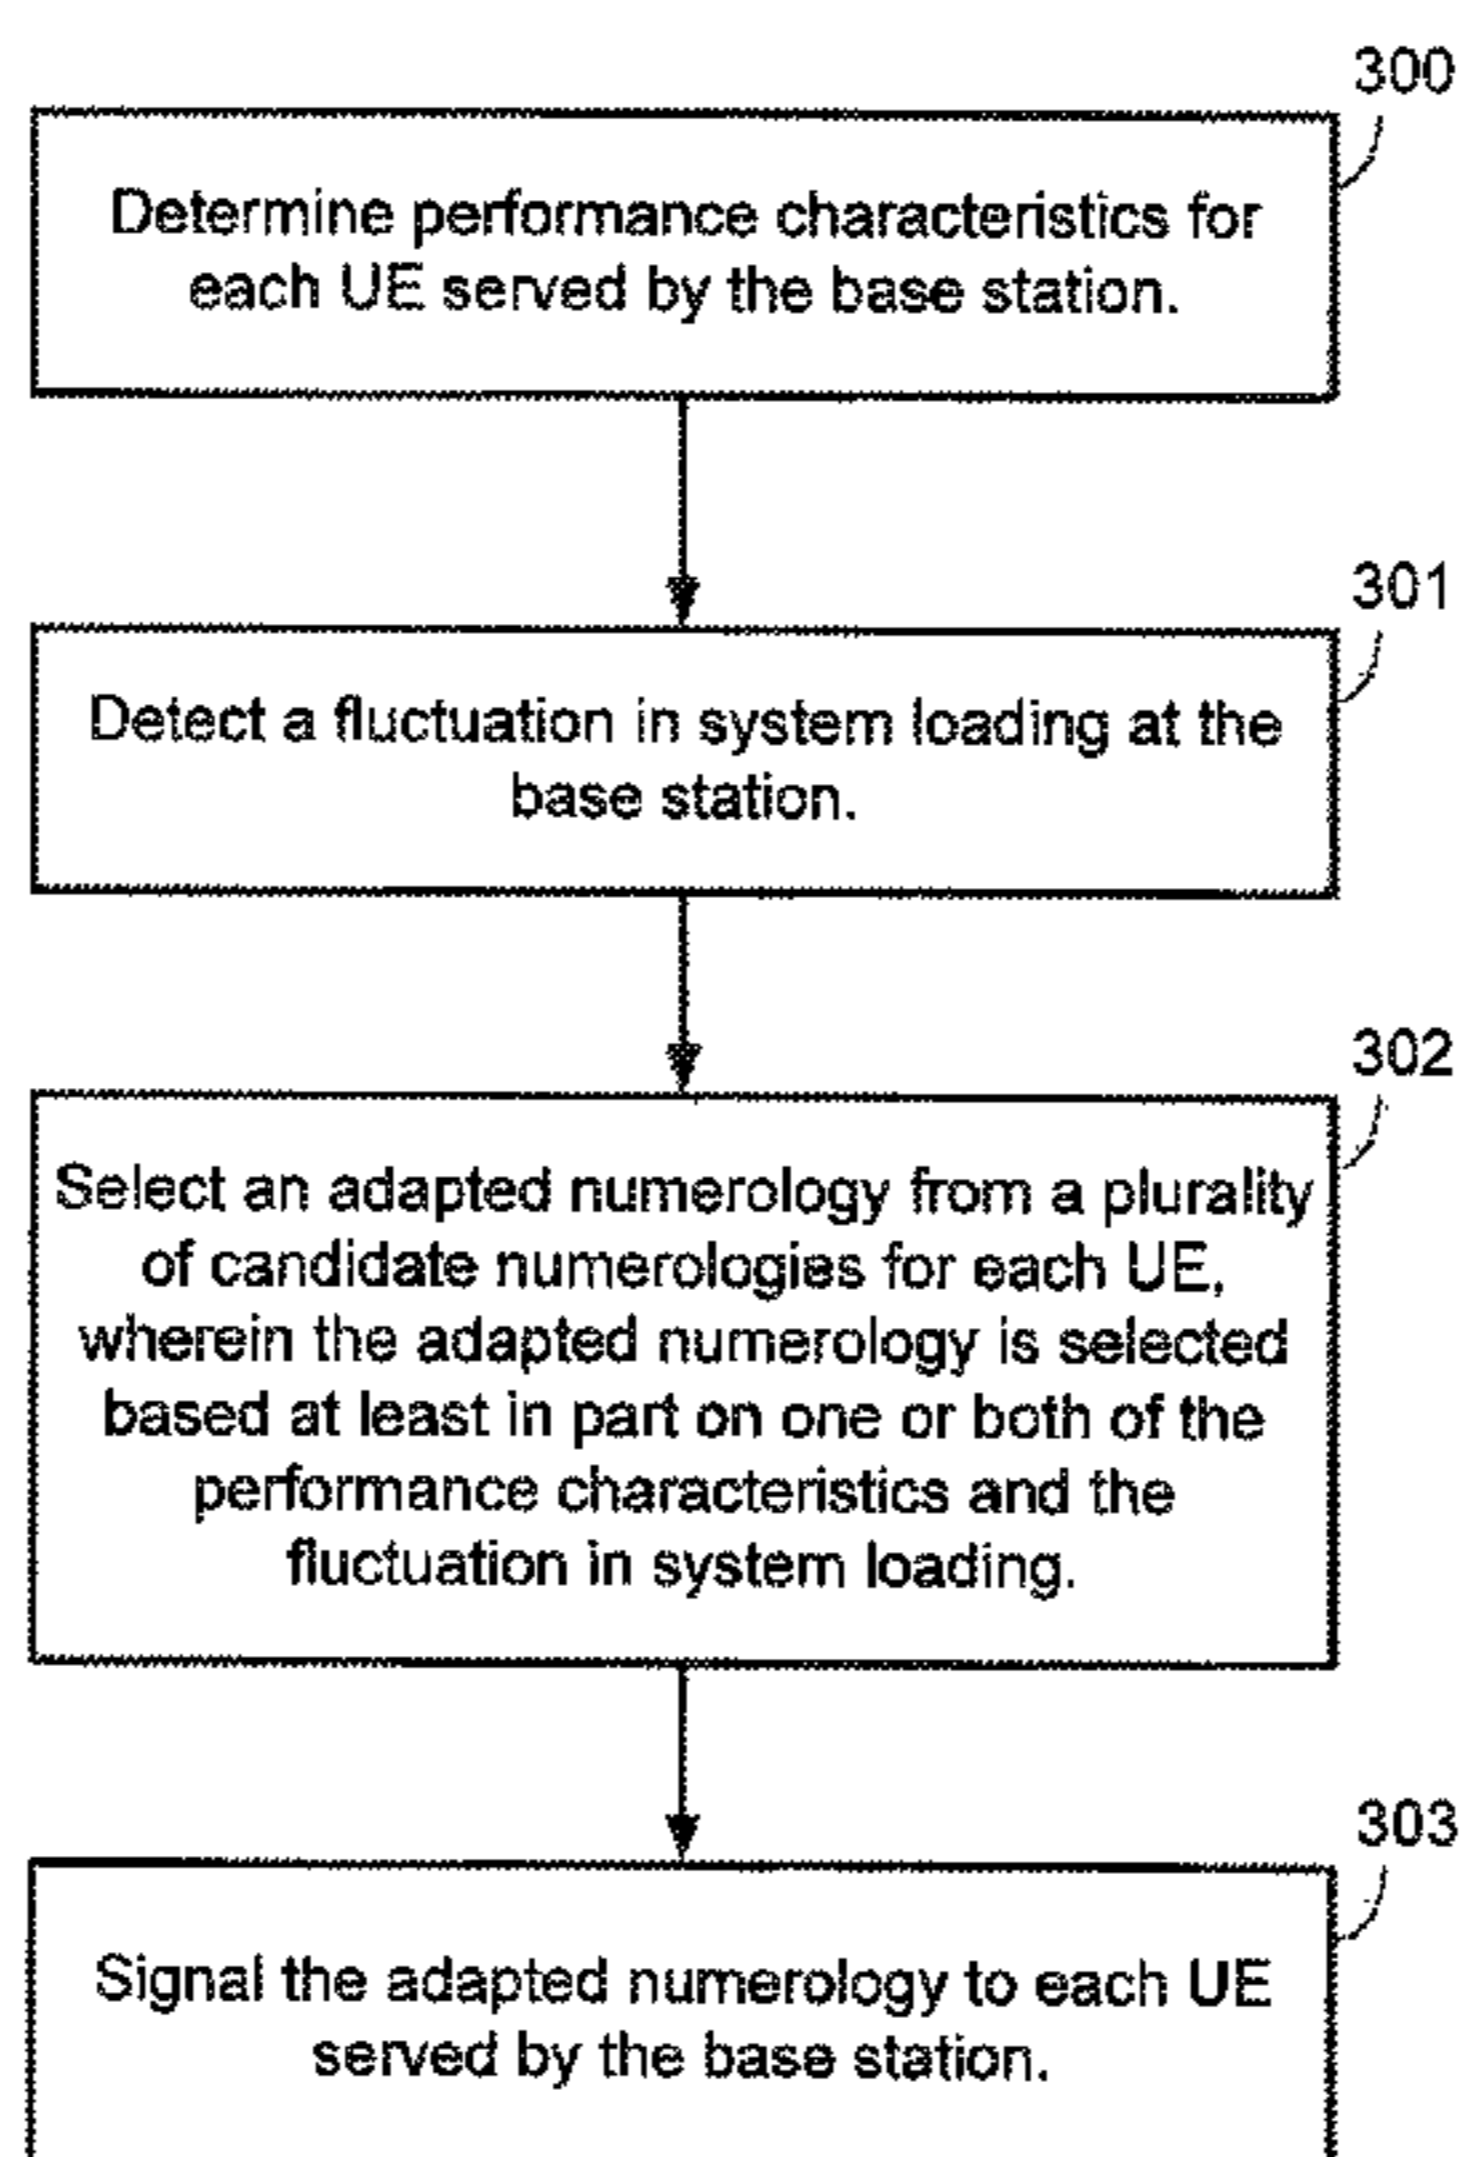 300
Determine performance characteristics for
each UE served by the base station.
301
Detect a fluctuation in system loading at the
base station.
302
Select an adapted numerology from a plurality
of candidate numerologies for each UE,
wherein the adapted numerology is selected
based at least in part on one or both of the
performance characteristics and the
fluctuation in system loading.
303
Signal the adapted numerology to each UE
served by the base station.